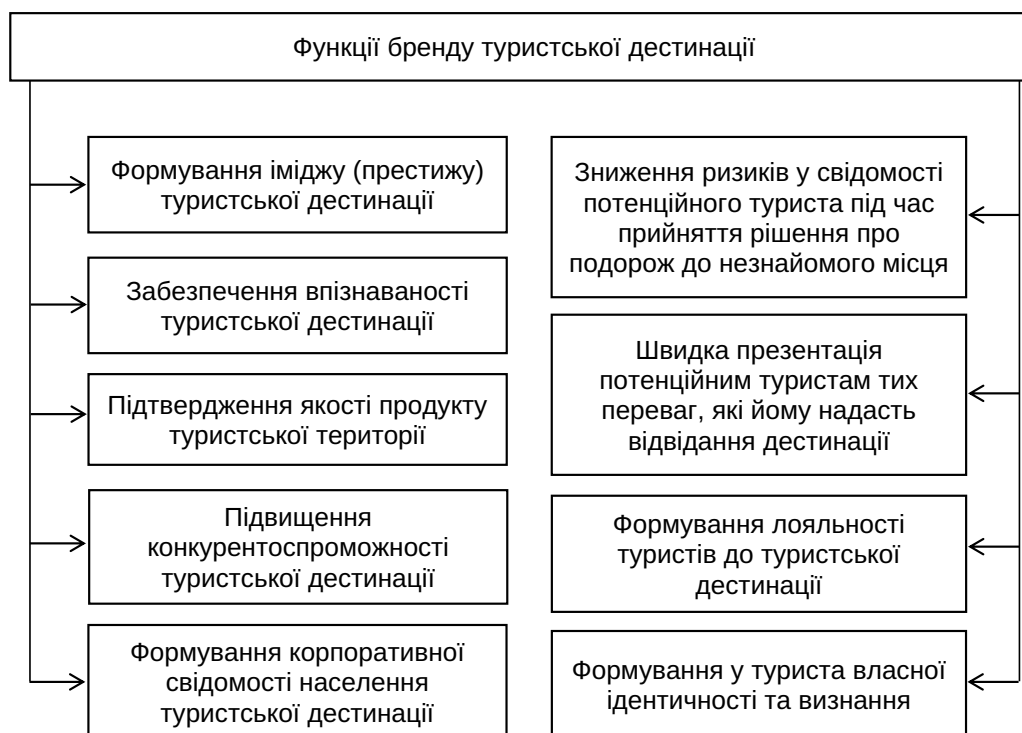 Функції бренду туристської дестинації
Формування іміджу (престижу)
туристської дестинації
Забезпечення впізнаваності
туристської дестинації
Підтвердження якості продукту
туристської території
Підвищення
конкурентоспроможності
туристської дестинації
Формування корпоративної
свідомості населення
туристської дестинації
Зниження ризиків у свідомості
потенційного туриста під час
прийняття рішення про
подорож до незнайомого місця
Швидка презентація
потенційним туристам тих
переваг, які йому надасть
відвідання дестинації
Формування лояльності
туристів до туристської
дестинації
Формування у туриста власної
ідентичності та визнання